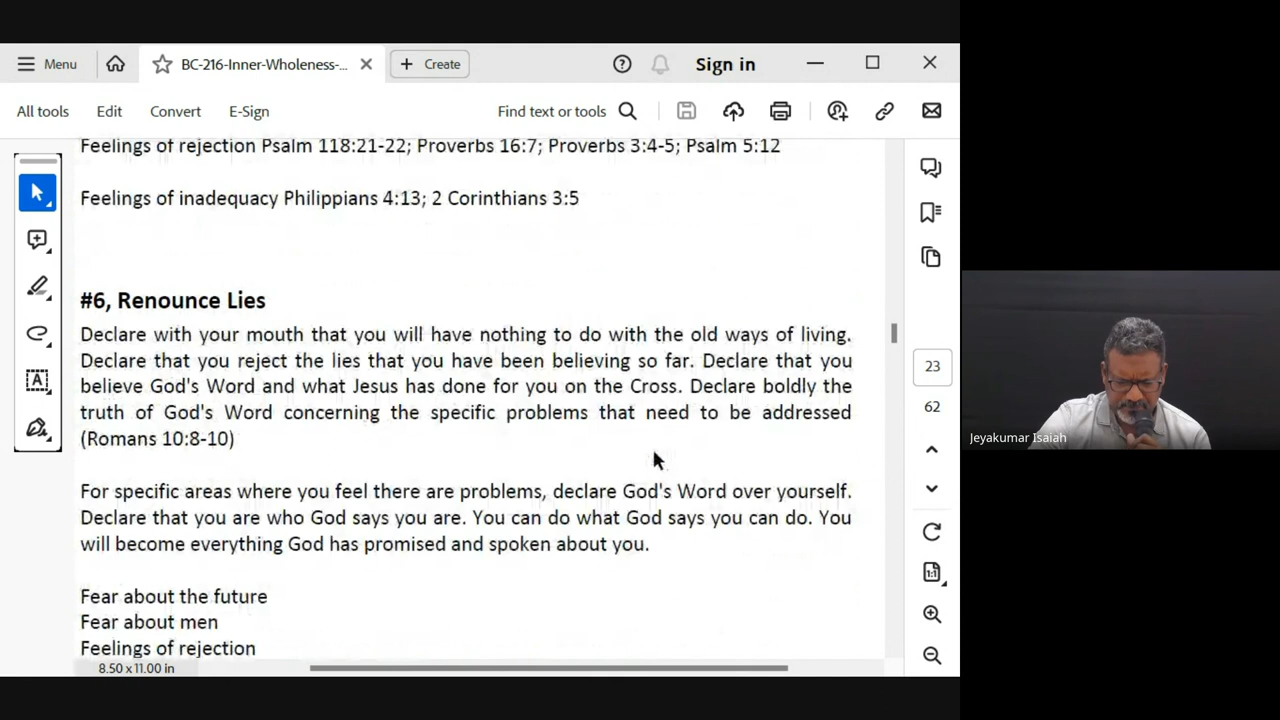 Menu
BC-216-Inner-Wholeness-...
Create
Sign in
All tools
Edit
Convert
E-Sign
Find text or tools
Feelings of rejection Psalm 118:21-22; Proverbs 16:7; Proverbs 3:4-5; Psalm 5:12
Feelings of inadequacy Philippians 4:13; 2 Corinthians 3:5
#6, Renounce Lies
Declare with your mouth that you will have nothing to do with the old ways of living.
Declare that you reject the lies that you have been believing so far. Declare that you
believe God's Word and what Jesus has done for you on the Cross. Declare boldly the
truth of God's Word concerning the specific problems that need to be addressed
(Romans 10:8-10)
For specific areas where you feel there are problems, declare God's Word over yourself.
Declare that you are who God says you are. You can do what God says you can do. You
will become everything God has promised and spoken about you.
Fear about the future
Fear about men
Feelings of rejection
8.50 x 11.00 in
23
62
1:1
Jeyakumar Isaiah